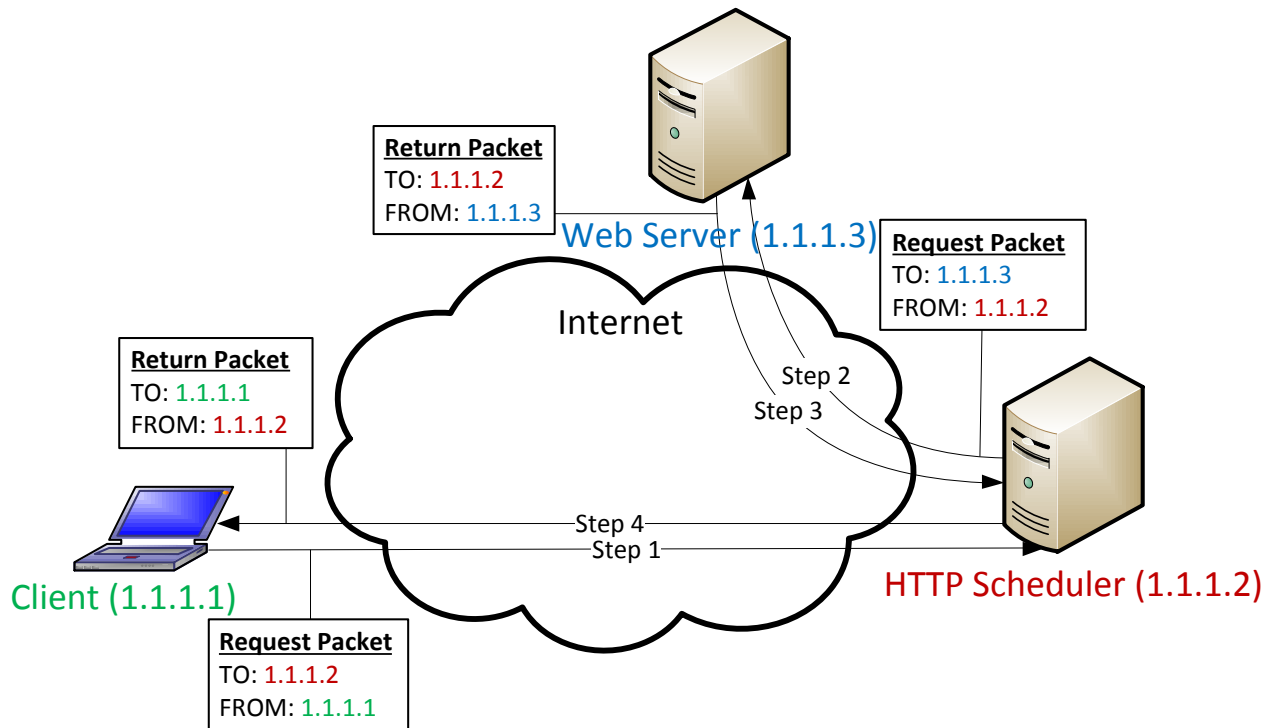 Return Packet
TO: 1.1.1.2
FROM: 1.1.1.3
Web Server (1.1.1.3)
Request Packet
TO: 1.1.1.3
FROM: 1.1.1.2
Internet
Return Packet
TO: 1.1.1.1
FROM: 1.1.1.2
Step 2
Step 3
Step 4
Step 1
Client (1.1.1.1)
HTTP Scheduler (1.1.1.2)
Request Packet
TO: 1.1.1.2
FROM: 1.1.1.1